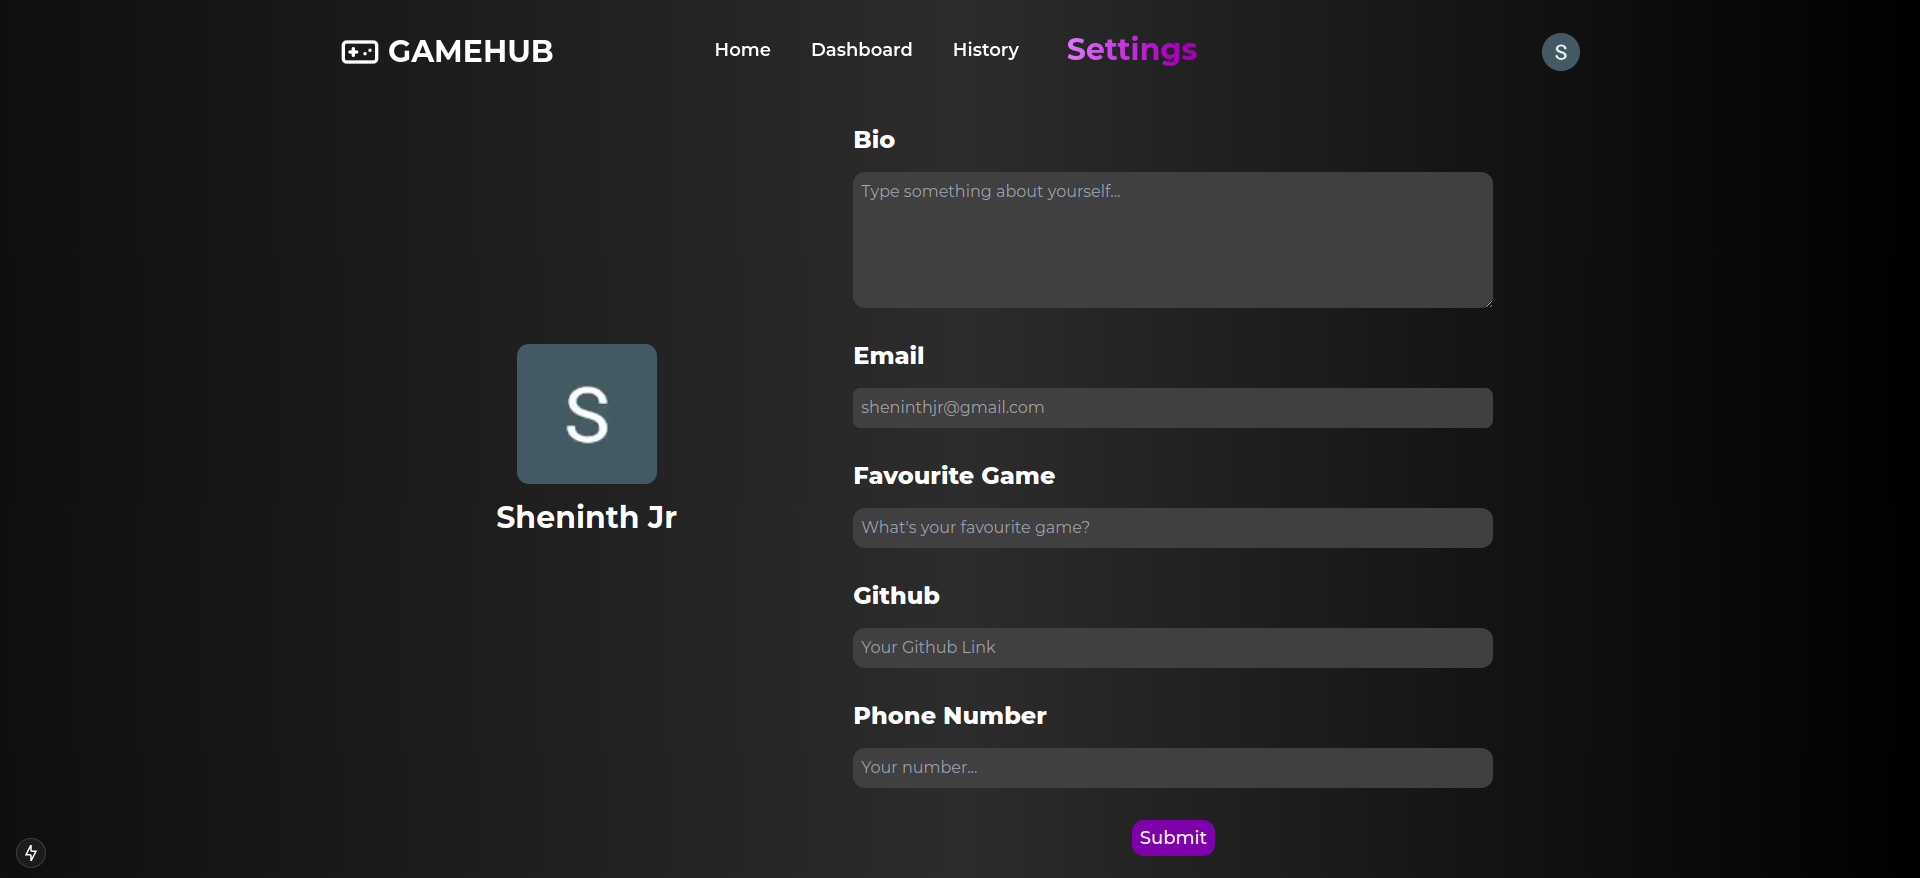 GAMEHUB
Home
Dashboard
History
Settings
S
Bio
Type something about yourself...
Email
sheninthjr@gmail.com
S
Sheninth Jr
Favourite Game
What's your favourite game?
Github
Your Github Link
Phone Number
Your number...
Submit